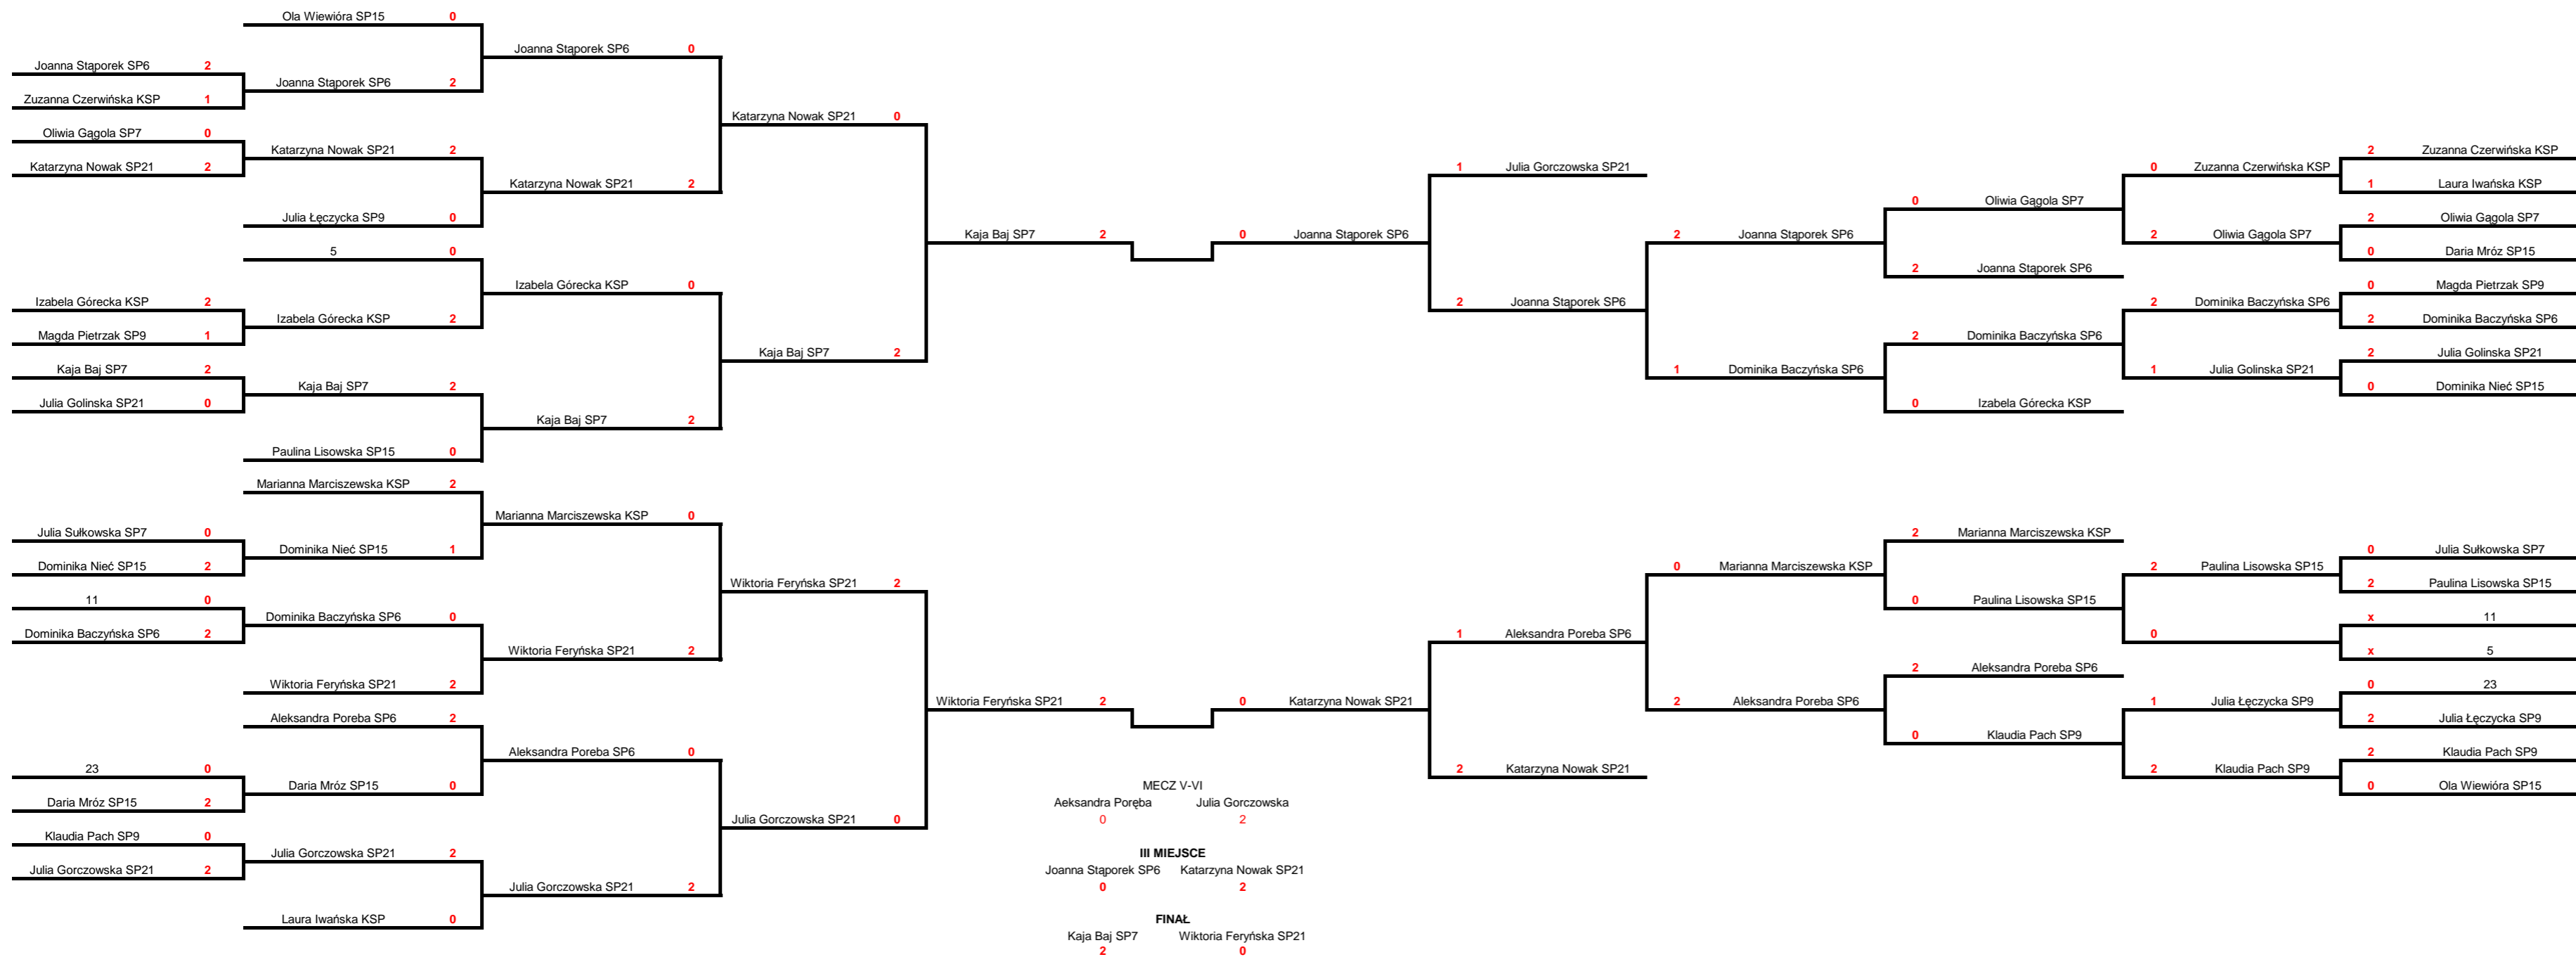 Ola Wiewióra SP15 0
Joanna Stąporek SP6 0
Joanna Stąporek SP6 2
Joanna Stąporek SP6 2
Zuzanna Czerwińska KSP 1
Katarzyna Nowak SP21 0
Oliwia Gągola SP7 0
Katarzyna Nowak SP21 2
Katarzyna Nowak SP21 2
Katarzyna Nowak SP21 2
Julia Łęczycka SP9 0
Kaja Baj SP7 2
5 0
Izabela Górecka KSP 0
Izabela Górecka KSP 2
Izabela Górecka KSP 2
Magda Pietrzak SP9 1
Kaja Baj SP7 2
Kaja Baj SP7 2
Kaja Baj SP7 2
Julia Golinska SP21 0
Kaja Baj SP7 2
Paulina Lisowska SP15 0
Marianna Marciszewska KSP 2
Marianna Marciszewska KSP 0
Julia Sułkowska SP7 0
Dominika Nieć SP15 1
Dominika Nieć SP15 2
Wiktoria Feryńska SP21 2
11 0
Dominika Baczyńska SP6 0
Dominika Baczyńska SP6 2
Wiktoria Feryńska SP21 2
Wiktoria Feryńska SP21 2
Wiktoria Feryńska SP21 2
Aleksandra Poreba SP6 2
Aleksandra Poreba SP6 0
23 0
Daria Mróz SP15 0
Daria Mróz SP15 2
Julia Gorczowska SP21 0
Klaudia Pach SP9 0
Julia Gorczowska SP21 2
Julia Gorczowska SP21 2
Julia Gorczowska SP21 2
Laura Iwańska KSP 0
MECZ V-VI
Aeksandra Poręba Julia Gorczowska
0 2
III MIEJSCE
Joanna Stąporek SP6 Katarzyna Nowak SP21
0 2
FINAŁ
Kaja Baj SP7 Wiktoria Feryńska SP21
2 0
0 Joanna Stąporek SP6
1 Julia Gorczowska SP21
2 Joanna Stąporek SP6
2 Joanna Stąporek SP6
1 Dominika Baczyńska SP6
0 Oliwia Gągola SP7
2 Joanna Stąporek SP6
2 Dominika Baczyńska SP6
0 Izabela Górecka KSP
0 Zuzanna Czerwińska KSP
2 Oliwia Gągola SP7
2 Dominika Baczyńska SP6
1 Julia Golinska SP21
2 Zuzanna Czerwińska KSP
1 Laura Iwańska KSP
2 Oliwia Gągola SP7
0 Daria Mróz SP15
0 Magda Pietrzak SP9
2 Dominika Baczyńska SP6
2 Julia Golinska SP21
0 Dominika Nieć SP15
0 Katarzyna Nowak SP21
1 Aleksandra Poreba SP6
2 Katarzyna Nowak SP21
0 Marianna Marciszewska KSP
2 Aleksandra Poreba SP6
2 Marianna Marciszewska KSP
0 Paulina Lisowska SP15
2 Aleksandra Poreba SP6
0 Klaudia Pach SP9
2 Paulina Lisowska SP15
0
1 Julia Łęczycka SP9
2 Klaudia Pach SP9
0 Julia Sułkowska SP7
2 Paulina Lisowska SP15
x 11
x 5
0 23
2 Julia Łęczycka SP9
2 Klaudia Pach SP9
0 Ola Wiewióra SP15